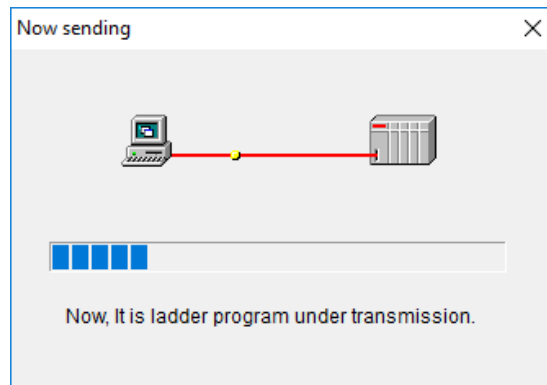 Now sending
Now, It is ladder program under transmission.